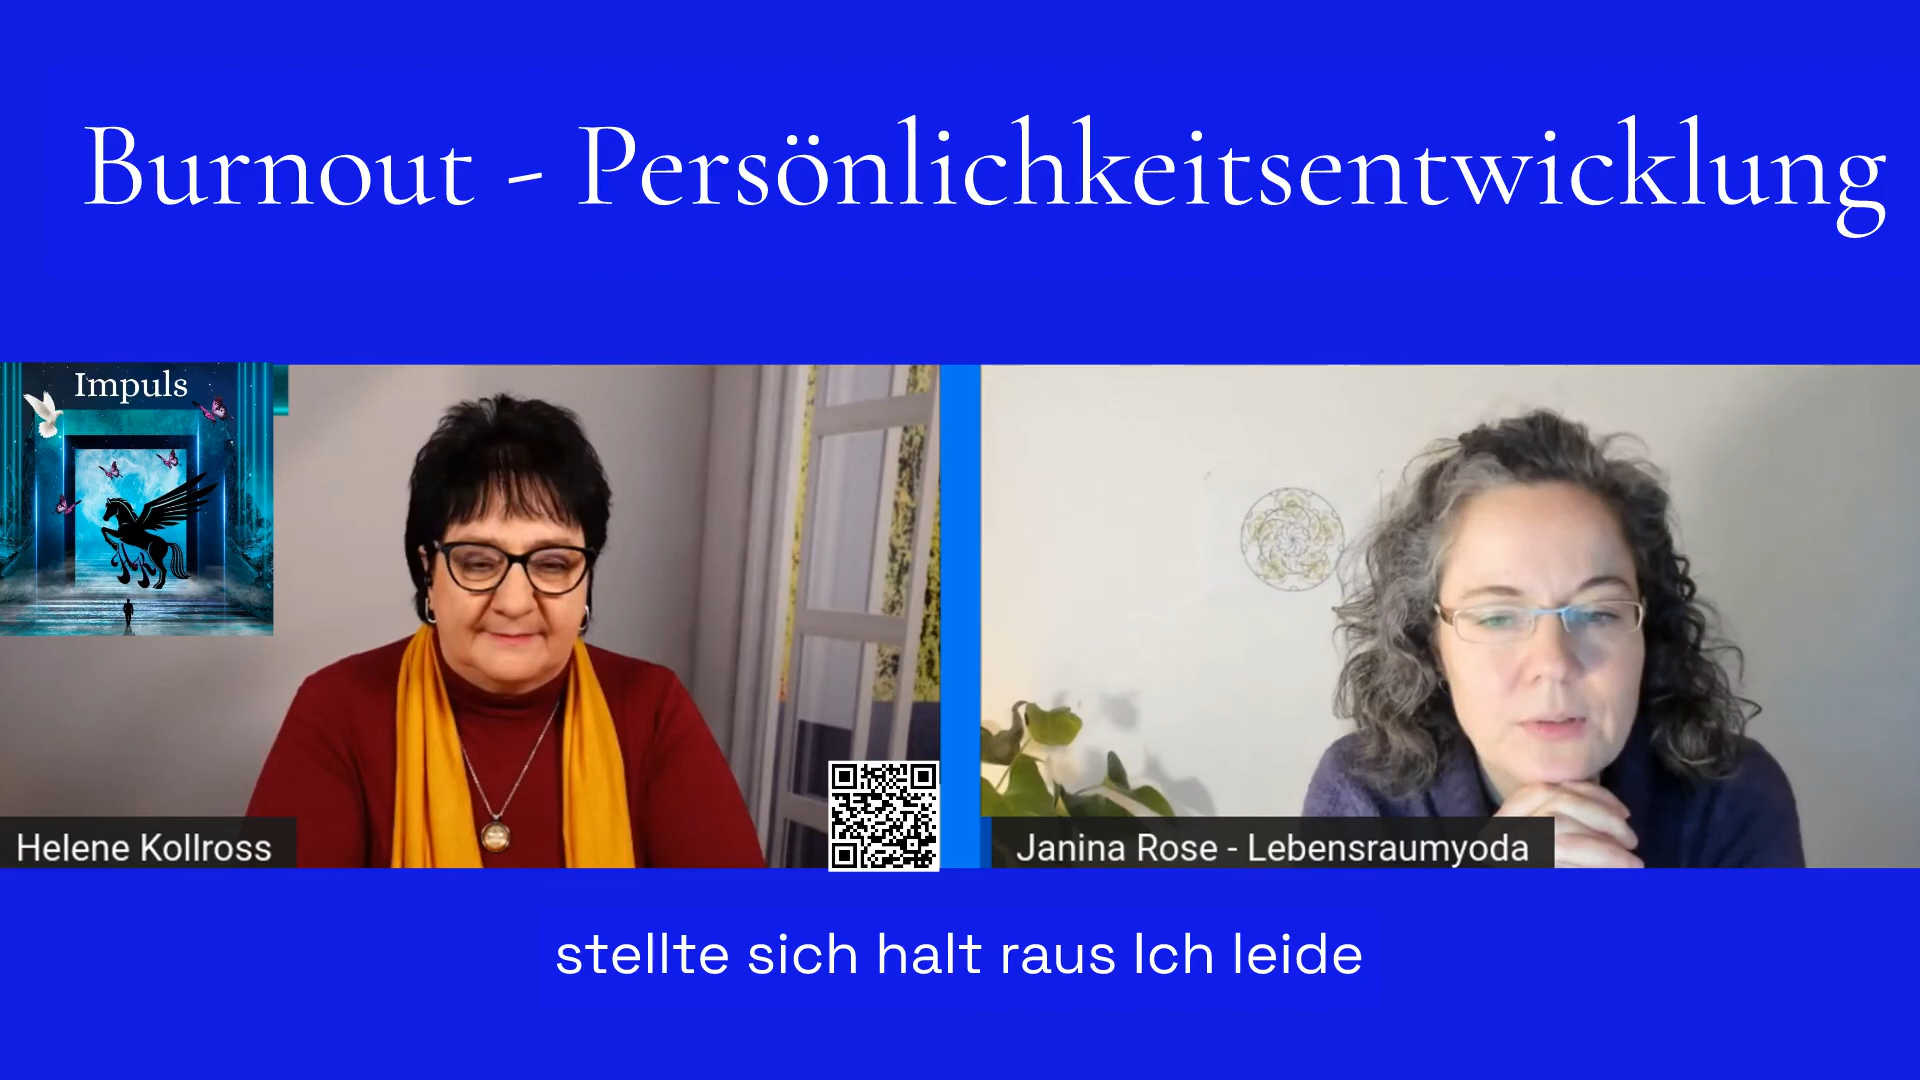 Burnout - Persönlichkeitsentwicklung
Impuls
Helene Kollross
Janina Rose - Lebensraumyoda
stellte sich halt raus Ich leide